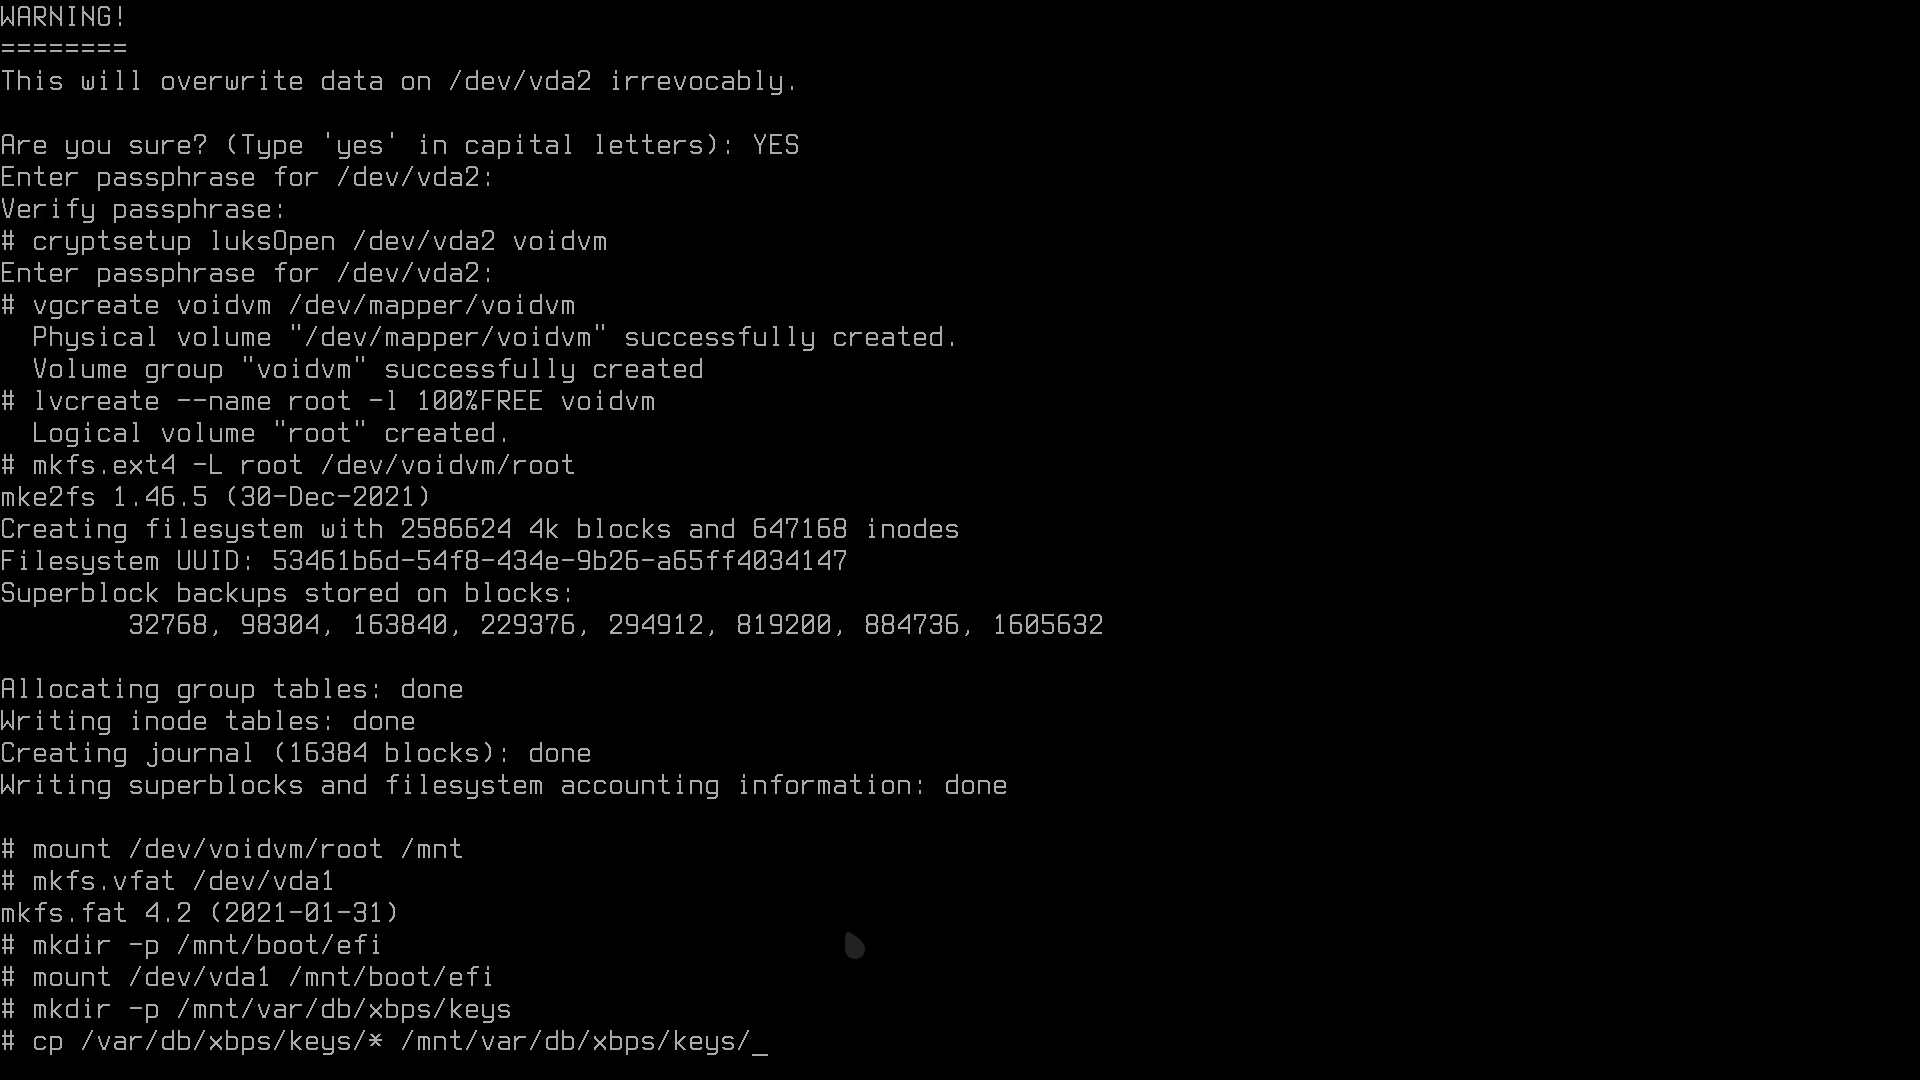 WARNING!
========
This will overwrite data on /dev/vda2 irrevocably.
Are you sure? (Type 'yes' in capital letters): YES
Enter passphrase for /dev/vda2:
Verify passphrase:
# cryptsetup luksOpen /dev/vda2 voidvm
Enter passphrase for /dev/vda2:
# vgcreate voidvm /dev/mapper/voidvm
  Physical volume "/dev/mapper/voidvm" successfully created.
  Volume group "voidvm" successfully created
# lvcreate --name root -l 100%FREE voidvm
  Logical volume "root" created.
# mkfs.ext4 -L root /dev/voidvm/root
mke2fs 1.46.5 (30-Dec-2021)
Creating filesystem with 2586624 4k blocks and 647168 inodes
Filesystem UUID: 53461b6d-54f8-434e-9b26-a65ff4034147
Superblock backups stored on blocks:
        32768, 98304, 163840, 229376, 294912, 819200, 884736, 1605632
Allocating group tables: done
Writing inode tables: done
Creating journal (16384 blocks): done
Writing superblocks and filesystem accounting information: done
# mount /dev/voidvm/root /mnt
# mkfs.vfat /dev/vda1
mkfs.fat 4.2 (2021-01-31)
# mkdir -p /mnt/boot/efi
# mount /dev/vda1 /mnt/boot/efi
# mkdir -p /mnt/var/db/xbps/keys
# cp /var/db/xbps/keys/* /mnt/var/db/xbps/keys/_